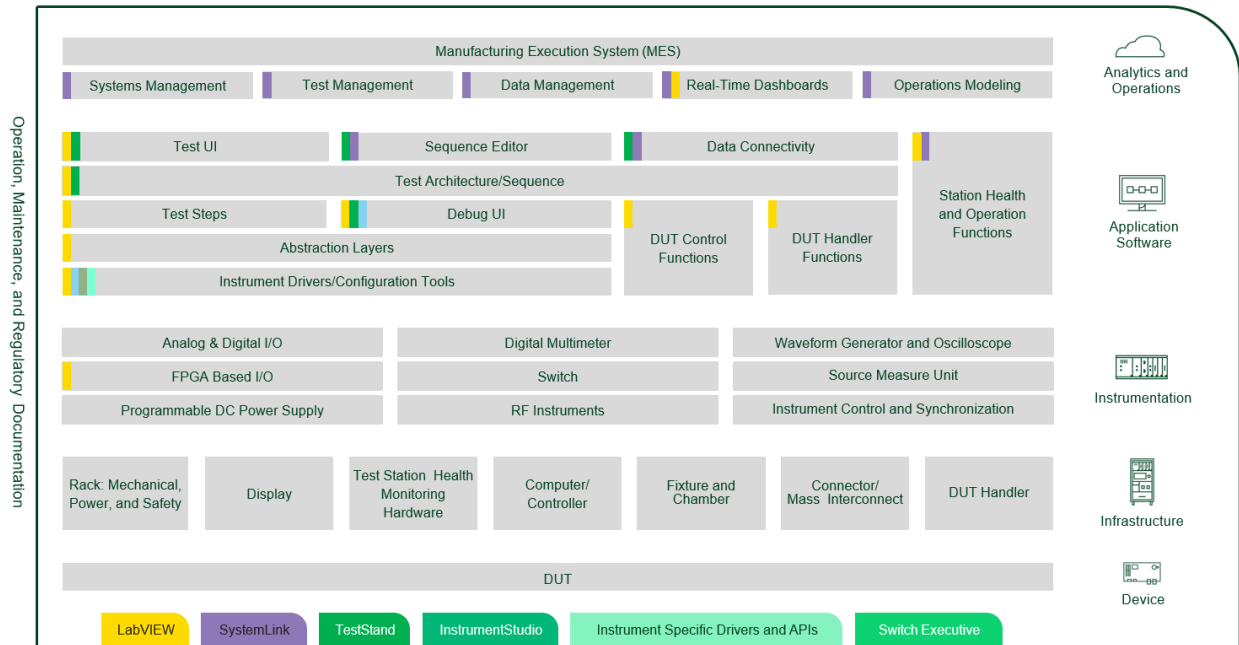 Manufacturing Execution System (MES)
Systems Management
Test Management
Data Management
Real-Time Dashboards
Operations Modeling
Analytics and
Operations
Operation, Maintenance, and Regulatory Documentation
Test UI
Sequence Editor
Data Connectivity
Test Architecture/Sequence
Test Steps
Debug UI
Abstraction Layers
Instrument Drivers/Configuration Tools
DUT Control
Functions
DUT Handler
Functions
Station Health
and Operation
Functions
Application
Software
Analog & Digital I/O
Digital Multimeter
Waveform Generator and Oscilloscope
FPGA Based I/O
Switch
Source Measure Unit
Programmable DC Power Supply
RF Instruments
Instrument Control and Synchronization
Instrumentation
Rack: Mechanical,
Power, and Safety
Display
Test Station Health
Monitoring
Hardware
Computer/
Controller
Fixture and
Chamber
Connector/
Mass Interconnect
DUT Handler
Infrastructure
DUT
Device
LabVIEW
SystemLink
TestStand
InstrumentStudio
Instrument Specific Drivers and APIs
Switch Executive